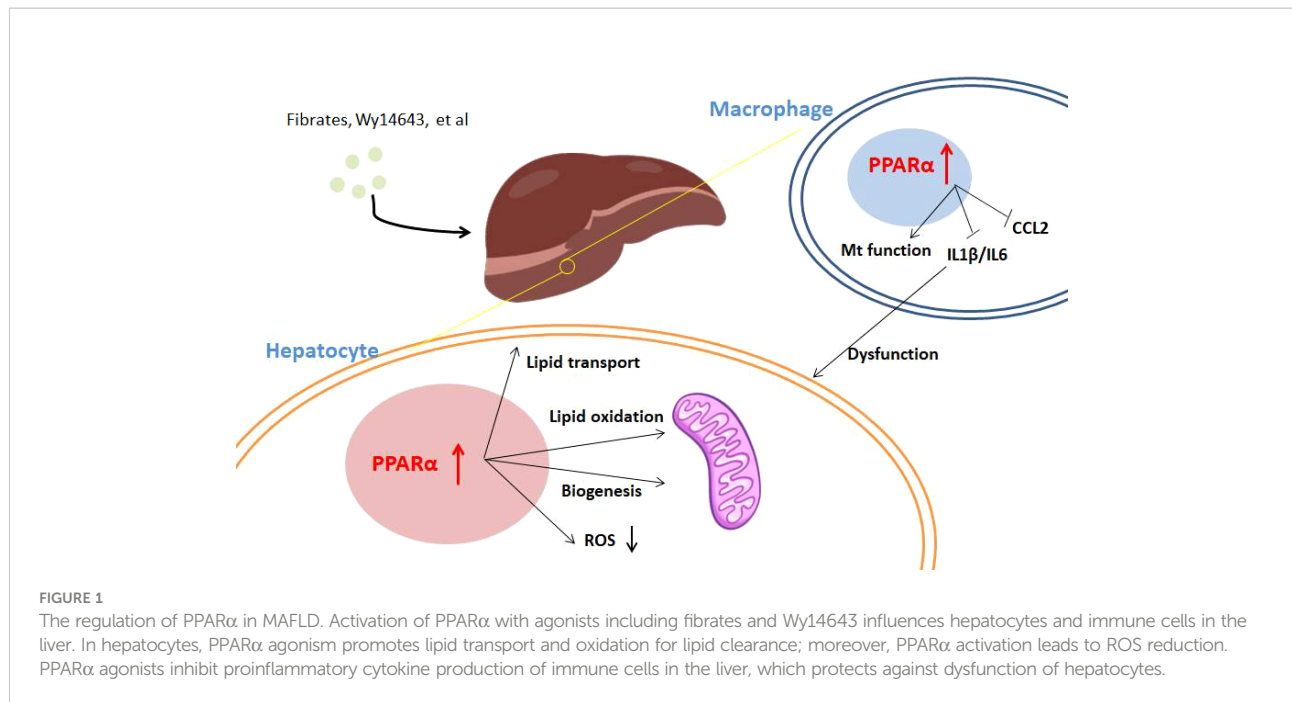 Fibrates, Wy14643, et al
Macrophage
PPARα
CCL2
Mt function
IL1β/IL6
Hepatocyte
Dysfunction
Lipid transport
Lipid oxidation
PPARα
Biogenesis
ROS
FIGURE 1
The regulation of PPARα in MAFLD. Activation of PPARα with agonists including fibrates and Wy14643 influences hepatocytes and immune cells in the
liver. In hepatocytes, PPARα agonism promotes lipid transport and oxidation for lipid clearance; moreover, PPARα activation leads to ROS reduction.
PPARα agonists inhibit proinflammatory cytokine production of immune cells in the liver, which protects against dysfunction of hepatocytes.